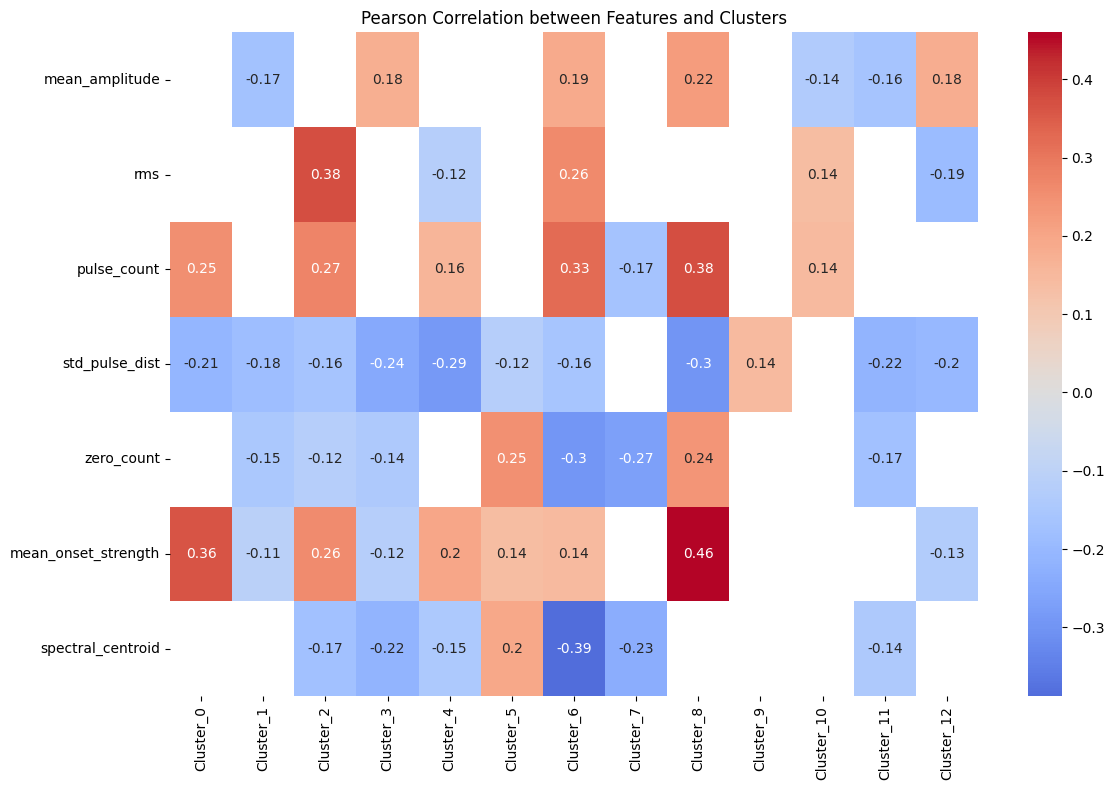 Pearson Correlation between Features and Clusters
mean_amplitude
-0.17 0.18 0.19 0.22 -0.14 -0.16 0.18
rms
0.38 -0.12 0.26 0.14 -0.19
pulse_count
0.25 0.27 0.16 0.33 -0.17 0.38 0.14
std_pulse_dist
-0.21 -0.18 -0.16 -0.24 -0.29 -0.12 -0.16 -0.3 0.14 -0.22 -0.2
zero_count
-0.15 -0.12 -0.14 0.25 -0.3 -0.27 0.24 -0.17
mean_onset_strength
0.36 -0.11 0.26 -0.12 0.2 0.14 0.14 0.46 -0.13
spectral_centroid
-0.17 -0.22 -0.15 0.2 -0.39 -0.23 -0.14
Cluster_0
Cluster_1
Cluster_2
Cluster_3
Cluster_4
Cluster_5
Cluster_6
Cluster_7
Cluster_8
Cluster_9
Cluster_10
Cluster_11
Cluster_12
0.4
0.3
0.2
0.1
0.0
−0.1
−0.2
−0.3